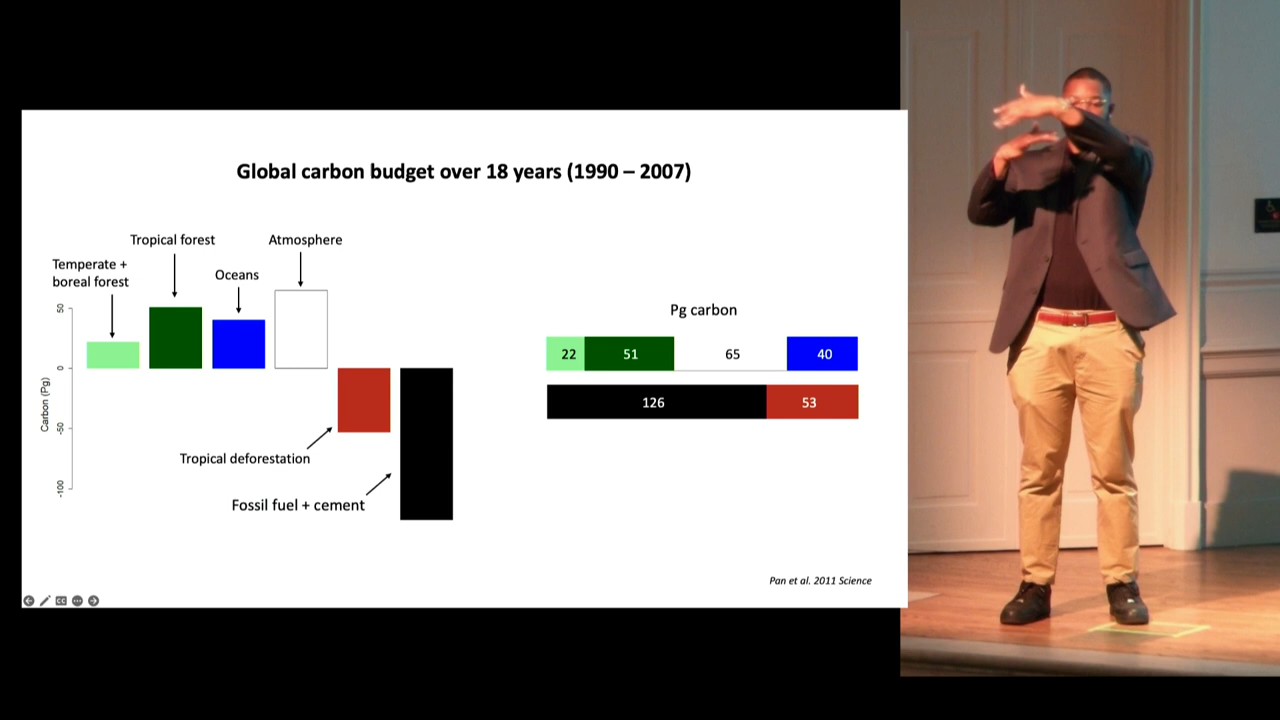 Global carbon budget over 18 years (1990 – 2007)
Tropical forest
Atmosphere
Temperate +
boreal forest
Oceans
50
0
-50
-100
Carbon (Pg)
Tropical deforestation
Fossil fuel + cement
Pg carbon
22 51 65 40
126 53
Pan et al. 2011 Science
CC